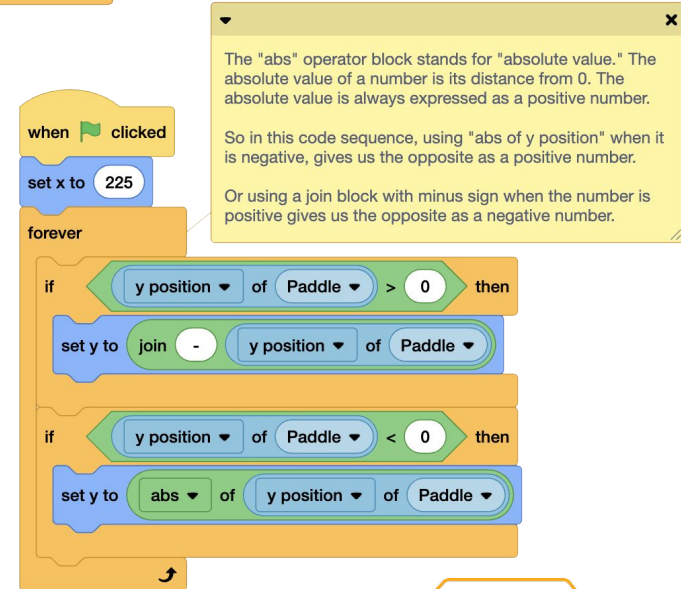 The "abs" operator block stands for "absolute value." The
absolute value of a number is its distance from 0. The
absolute value is always expressed as a positive number.
So in this code sequence, using "abs of y position" when it
is negative, gives us the opposite as a positive number.
Or using a join block with minus sign when the number is
positive gives us the opposite as a negative number.
when clicked
set x to 225
forever
if y position of Paddle > 0 then
set y to join - y position of Paddle
if y position of Paddle < 0 then
set y to abs of y position of Paddle